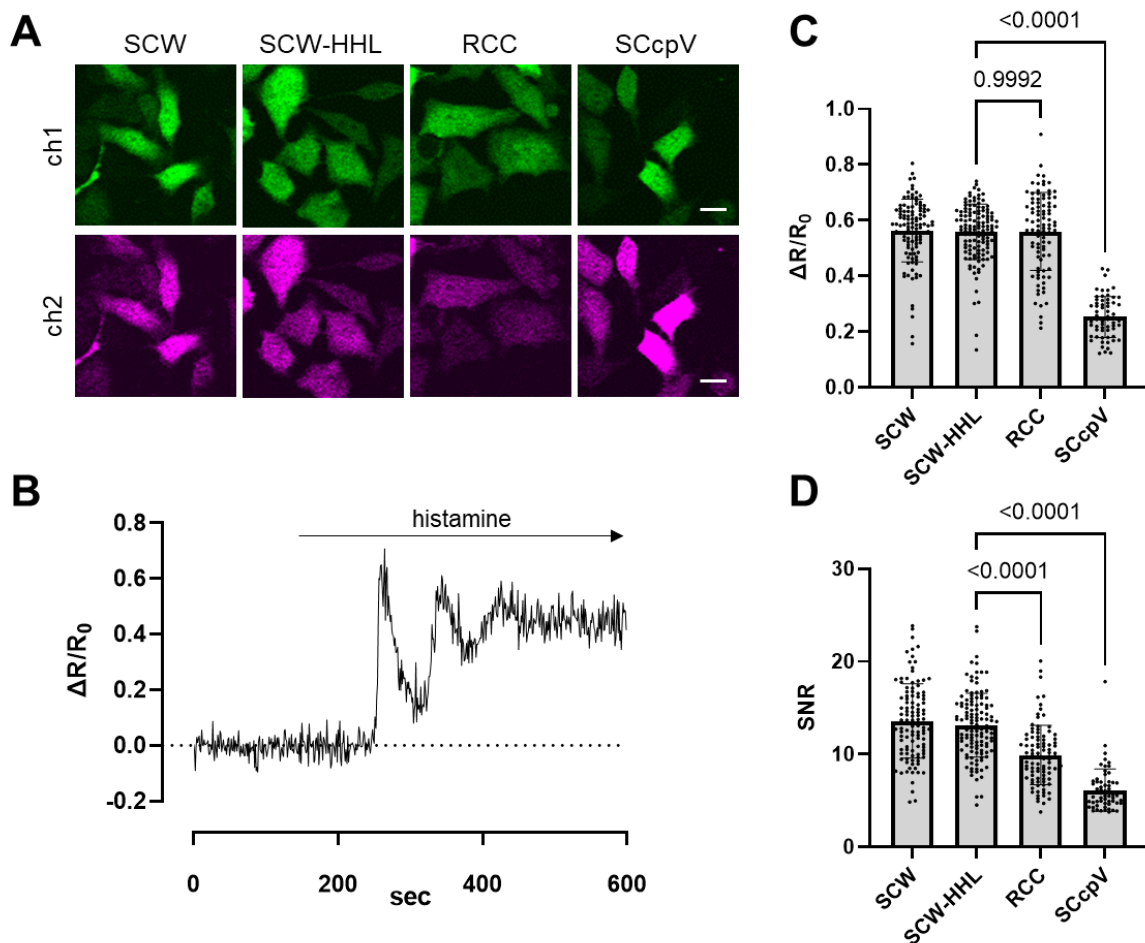 A
SCW SCW-HHL RCC SCcpV
ch1
ch2
B
histamine
ΔR/R0
0.8
0.6
0.4
0.2
0.0
-0.2
0 200 400 600
sec
C
<0.0001
0.9992
ΔR/R0
1.0
0.8
0.6
0.4
0.2
0.0
SCW SCW-HHL RCC SCcpV
D
<0.0001
<0.0001
SNR
30
20
10
0
SCW SCW-HHL RCC SCcpV